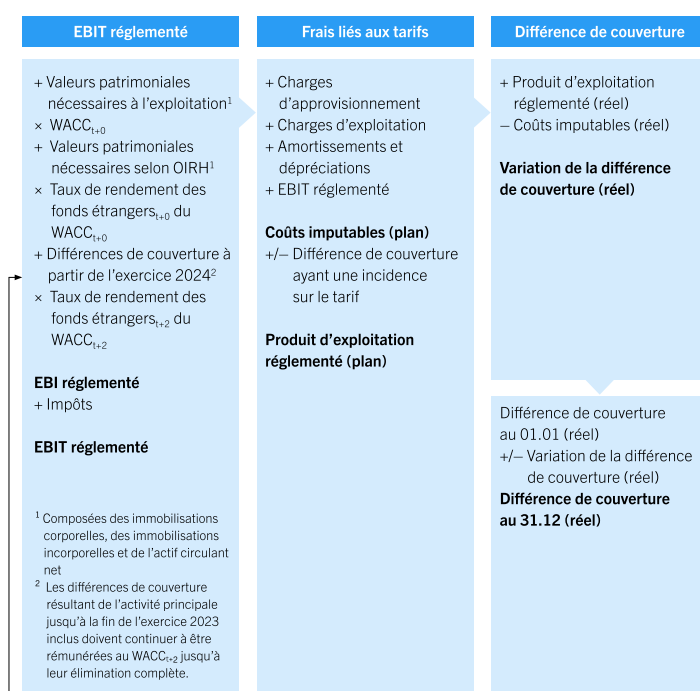 EBIT réglementé
+ Valeurs patrimoniales
nécessaires à l'exploitation¹
× WACCt+0
+ Valeurs patrimoniales
nécessaires selon OIRH¹
× Taux de rendement des
fonds étrangerst+0 du
WACCt+0
+ Différences de couverture à
partir de l'exercice 2024²
× Taux de rendement des
fonds étrangerst+2 du
WACCt+2
EBI réglementé
+ Impôts
EBIT réglementé
¹ Composées des immobilisations
corporelles, des immobilisations
incorporelles et de l'actif circulant
net
² Les différences de couverture
résultant de l'activité principale
jusqu'à la fin de l'exercice 2023
inclus doivent continuer à être
rémunérées au WACCt+2 jusqu'à
leur élimination complète.
Frais liés aux tarifs
+ Charges
d'approvisionnement
+ Charges d'exploitation
+ Amortissements et
dépréciations
+ EBIT réglementé
Coûts imputables (plan)
+/– Différence de couverture
ayant une incidence
sur le tarif
Produit d'exploitation
réglementé (plan)
Différence de couverture
+ Produit d'exploitation
réglementé (réel)
– Coûts imputables (réel)
Variation de la différence
de couverture (réel)
Différence de couverture
au 01.01 (réel)
+/– Variation de la différence
de couverture (réel)
Différence de couverture
au 31.12 (réel)